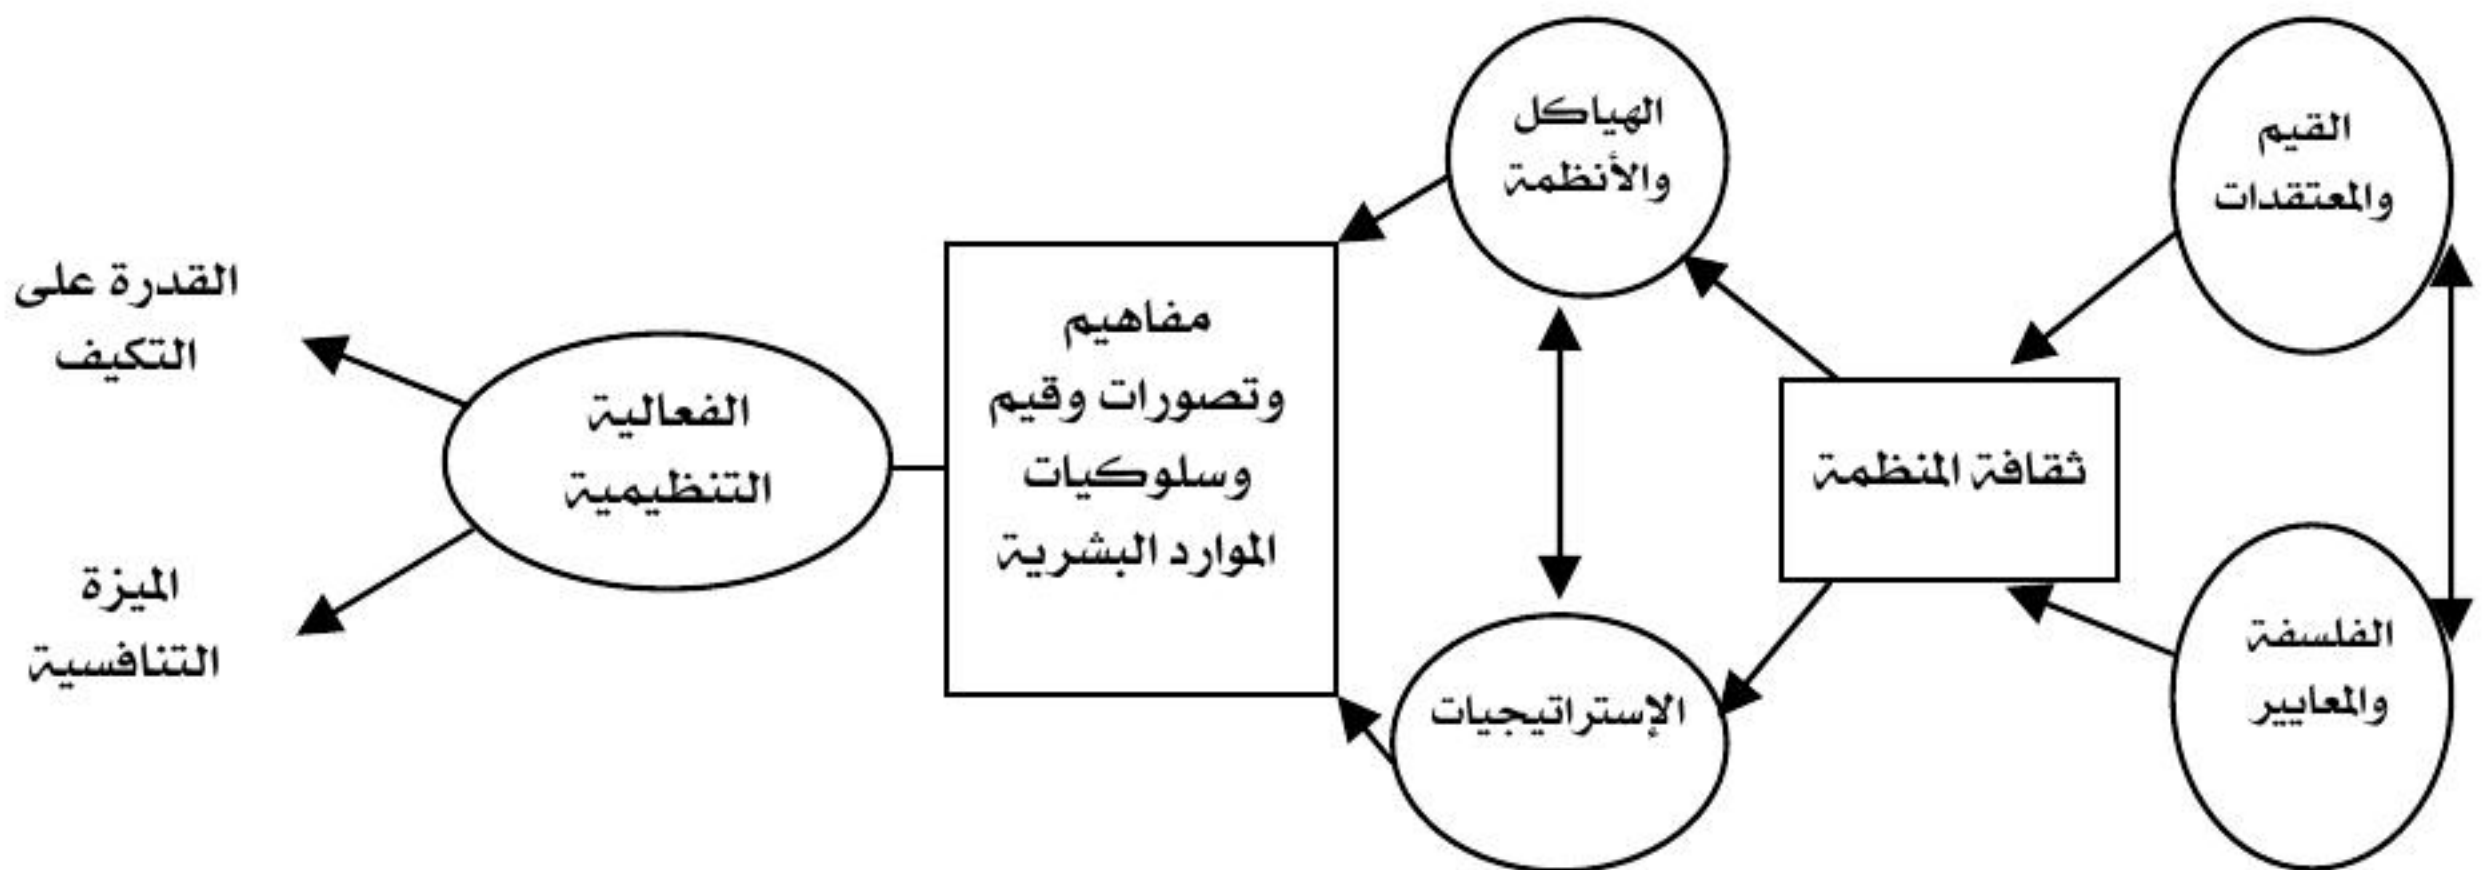 القيم
والمعتقدات
الفلسفة
والمعايير
ثقافة المنظمة
الهياكل
والأنظمة
الإستراتيجيات
مفاهيم
وتصورات وقيم
وسلوكيات
الموارد البشرية
الفعالية
التنظيمية
القدرة على
التكيف
الميزة
التنافسية